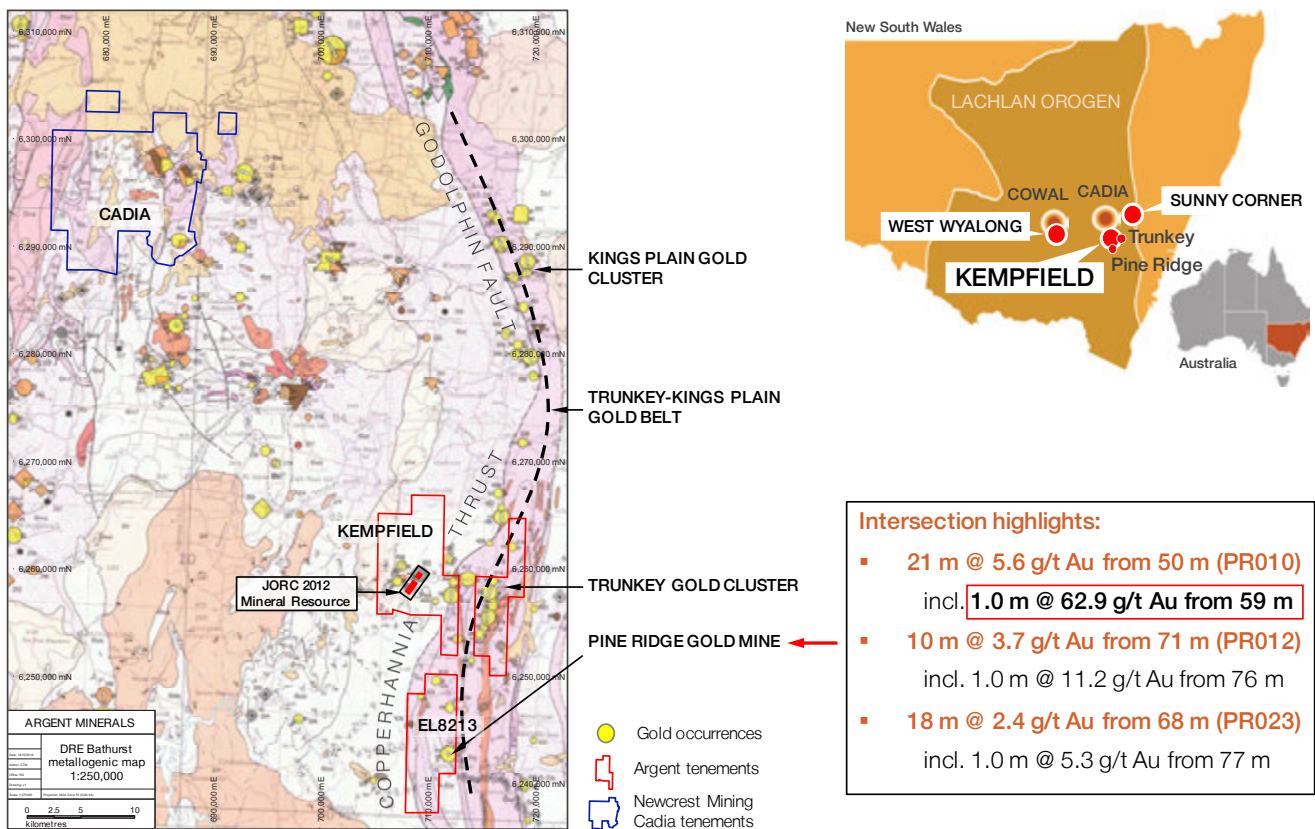 6,310,000 mN
680,000 mE
690,000 mE
700,000 mE
710,000 mE
720,000 mE
6,310,000 mN
6,300,000 mN
6,300,000 mN
GODOLPHIN FAULT
CADIA
6,290,000 mN
6,290,000 mN
KINGS PLAIN GOLD
CLUSTER
6,280,000 mN
6,280,000 mN
TRUNKEY-KINGS PLAIN
GOLD BELT
6,270,000 mN
6,270,000 mN
COPPERHANNIA THRUST
KEMPFIELD
6,260,000 mN
6,260,000 mN
JORC 2012
Mineral Resource
TRUNKEY GOLD CLUSTER
PINE RIDGE GOLD MINE
6,250,000 mN
EL8213
6,240,000 mN
700,000 mE
710,000 mE
720,000 mE
ARGENT MINERALS
DRE Bathurst
metallogenic map
1:250,000
0 2.5 5 10
kilometres
Gold occurrences
Argent tenements
Newcrest Mining
Cadia tenements
New South Wales
LACHLAN OROGEN
COWAL
CADIA
SUNNY CORNER
WEST WYALONG
Trunkey
Pine Ridge
KEMPFIELD
Australia
Intersection highlights:
▪ 21 m @ 5.6 g/t Au from 50 m (PR010)
incl. 1.0 m @ 62.9 g/t Au from 59 m
▪ 10 m @ 3.7 g/t Au from 71 m (PR012)
incl. 1.0 m @ 11.2 g/t Au from 76 m
▪ 18 m @ 2.4 g/t Au from 68 m (PR023)
incl. 1.0 m @ 5.3 g/t Au from 77 m